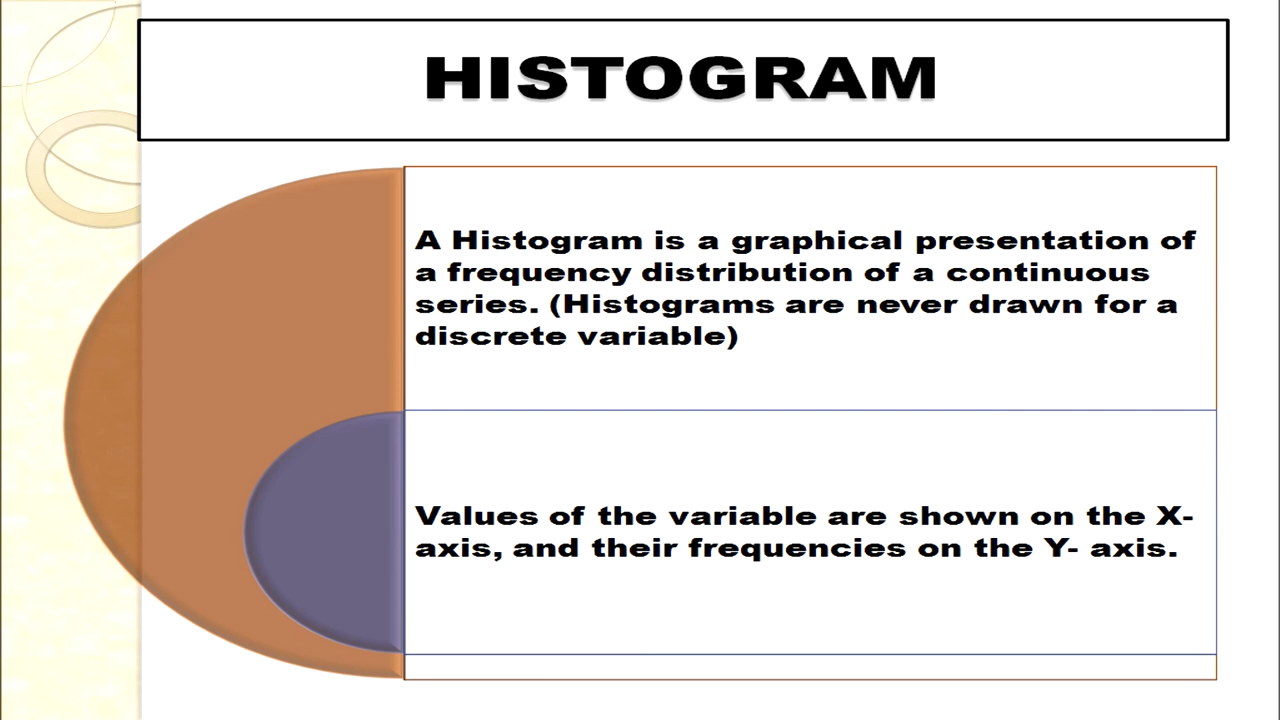 HISTOGRAM
A Histogram is a graphical presentation of
a frequency distribution of a continuous
series. (Histograms are never drawn for a
discrete variable)
Values of the variable are shown on the X-
axis, and their frequencies on the Y- axis.